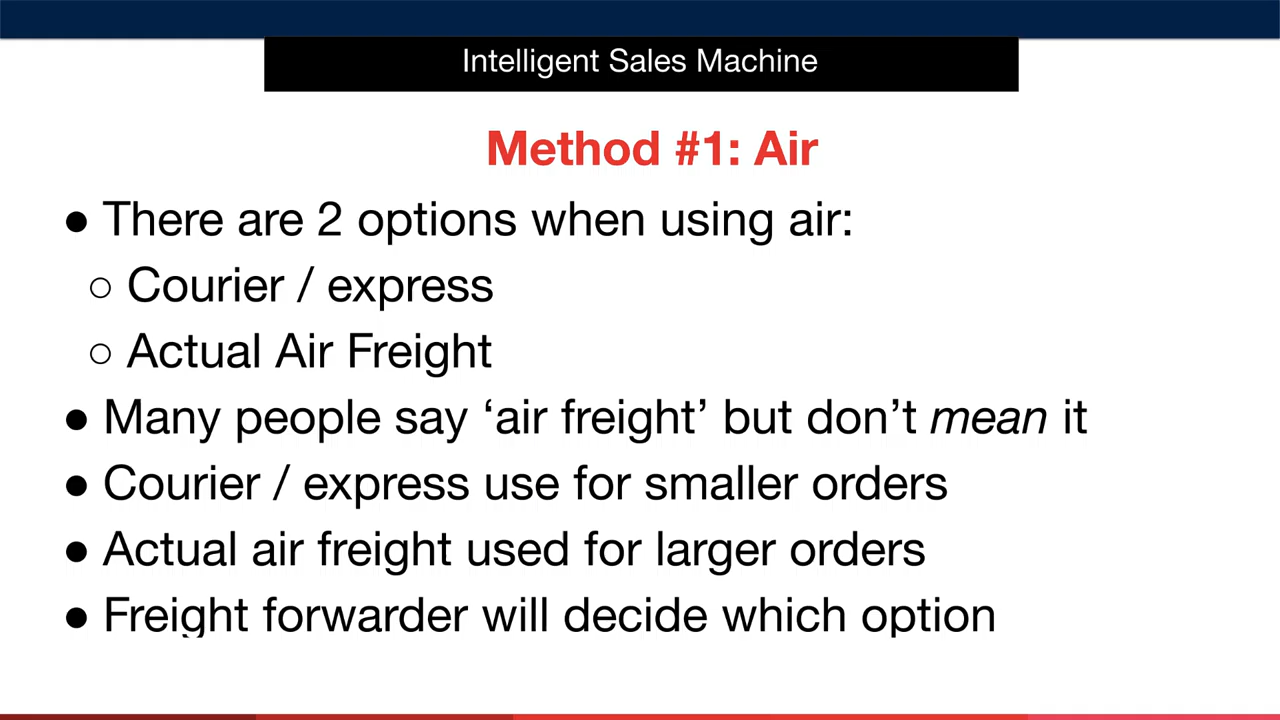 Intelligent Sales Machine
Method #1: Air
● There are 2 options when using air:
○ Courier / express
○ Actual Air Freight
● Many people say ‘air freight’ but don’t mean it
● Courier / express use for smaller orders
● Actual air freight used for larger orders
● Freight forwarder will decide which option